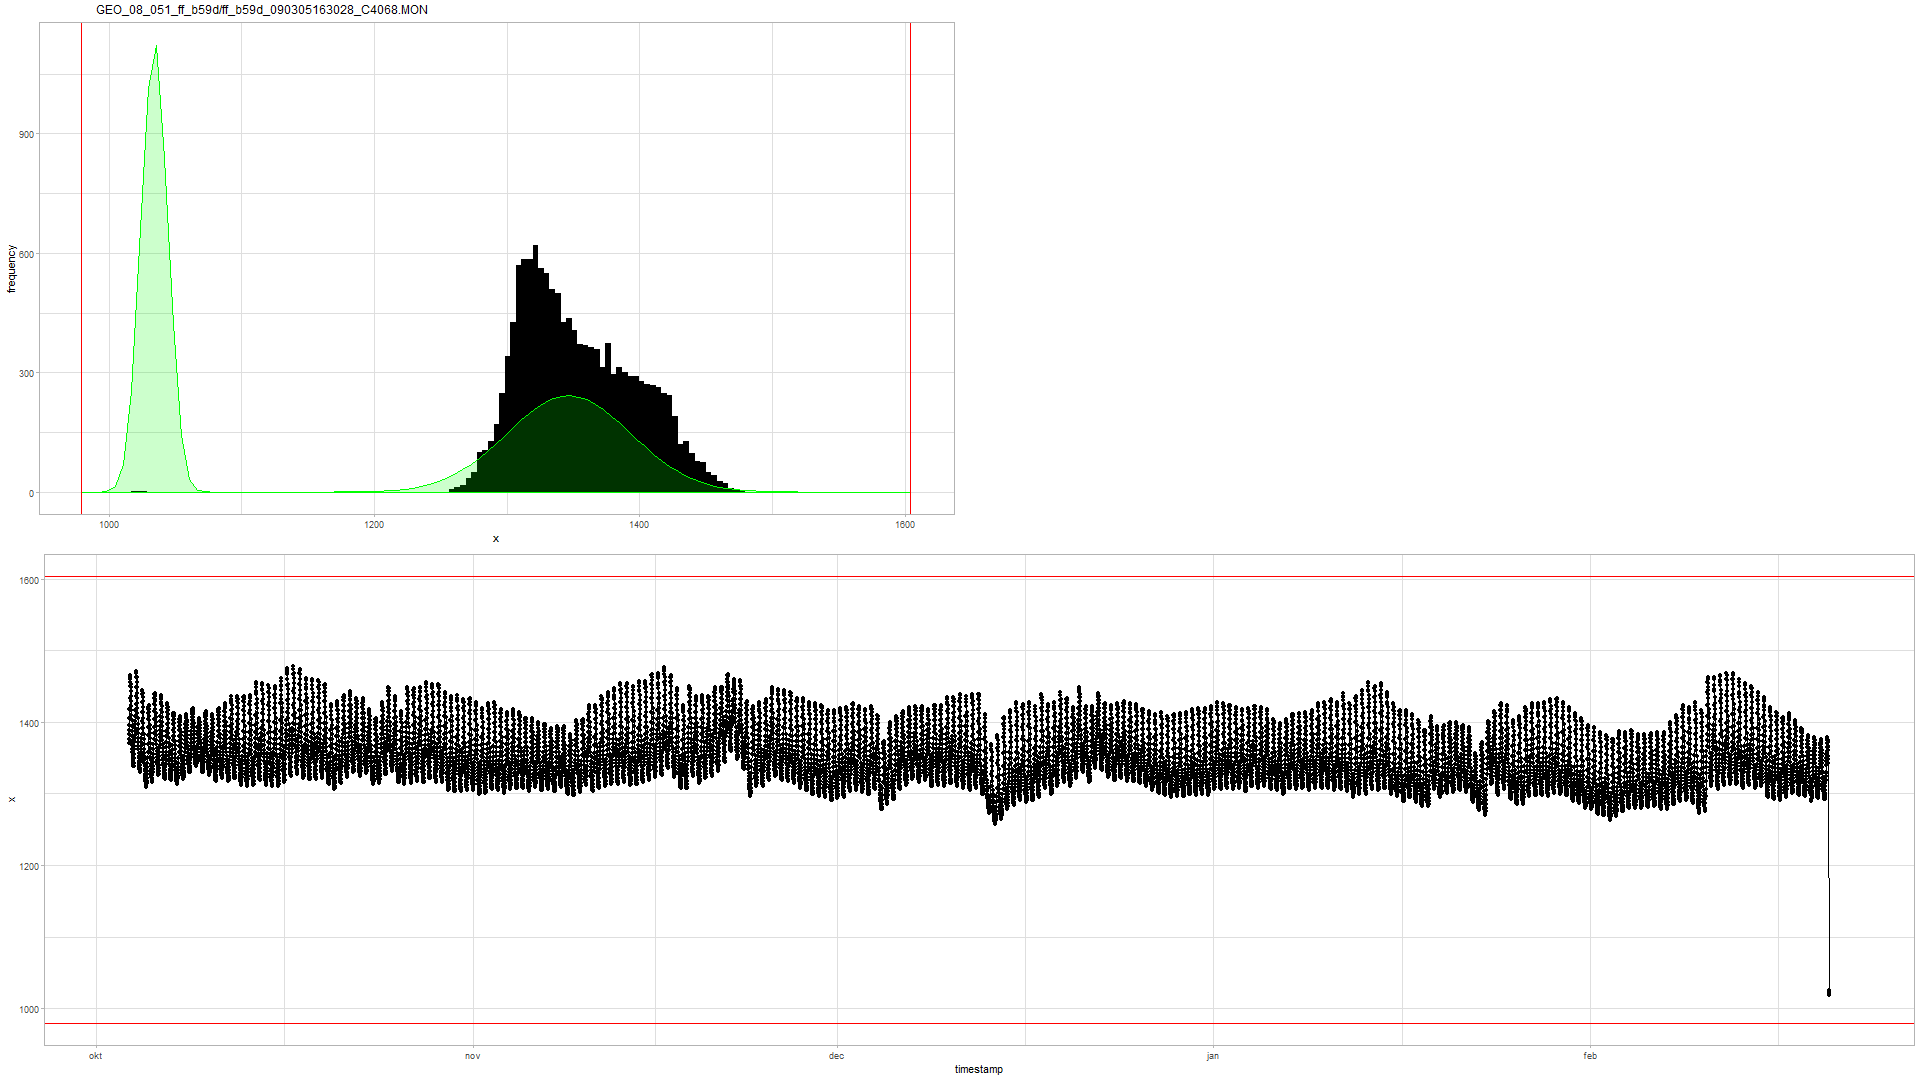 GEO_08_051_ff_b59d/ff_b59d_090305163028_C4068.MON
frequency
900
600
300
0
1000 1200 1400 1600
x
x
1600
1400
1200
1000
okt nov dec jan feb
timestamp